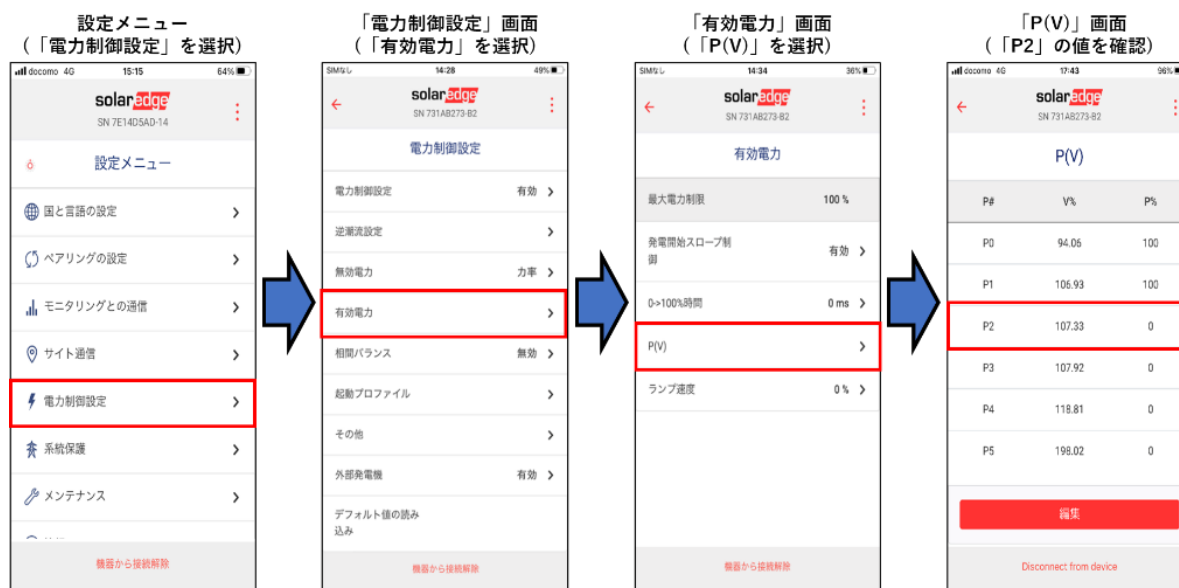 設定メニュー
(「電力制御設定」を選択)
docomo 4G 15:15 64%
solaredge
SN 7E14D5AD-14
設定メニュー
国と言語の設定
ペアリングの設定
モニタリングとの通信
サイト通信
電力制御設定
系統保護
メンテナンス
機器から接続解除
「電力制御設定」画面
(「有効電力」を選択)
SIMなし 14:28 49%
solaredge
SN 731AB273-B2
電力制御設定
電力制御設定 有効
逆潮流設定
無効電力 力率
有効電力
相間バランス 無効
起動プロファイル
その他
外部発電機 有効
デフォルト値の読み
込み
機器から接続解除
「有効電力」画面
(「P(V)」を選択)
SIMなし 14:34 36%
solaredge
SN 731AB273-B2
有効電力
最大電力制限 100 %
発電開始スロープ制
御 有効
0->100%時間 0 ms
P(V)
ランプ速度 0 %
機器から接続解除
「P(V)」画面
(「P2」の値を確認)
docomo 4G 17:43 96%
solaredge
SN 731AB273-B2
P(V)
P# V% P%
P0 94.06 100
P1 106.93 100
P2 107.33 0
P3 107.92 0
P4 118.81 0
P5 198.02 0
編集
Disconnect from device